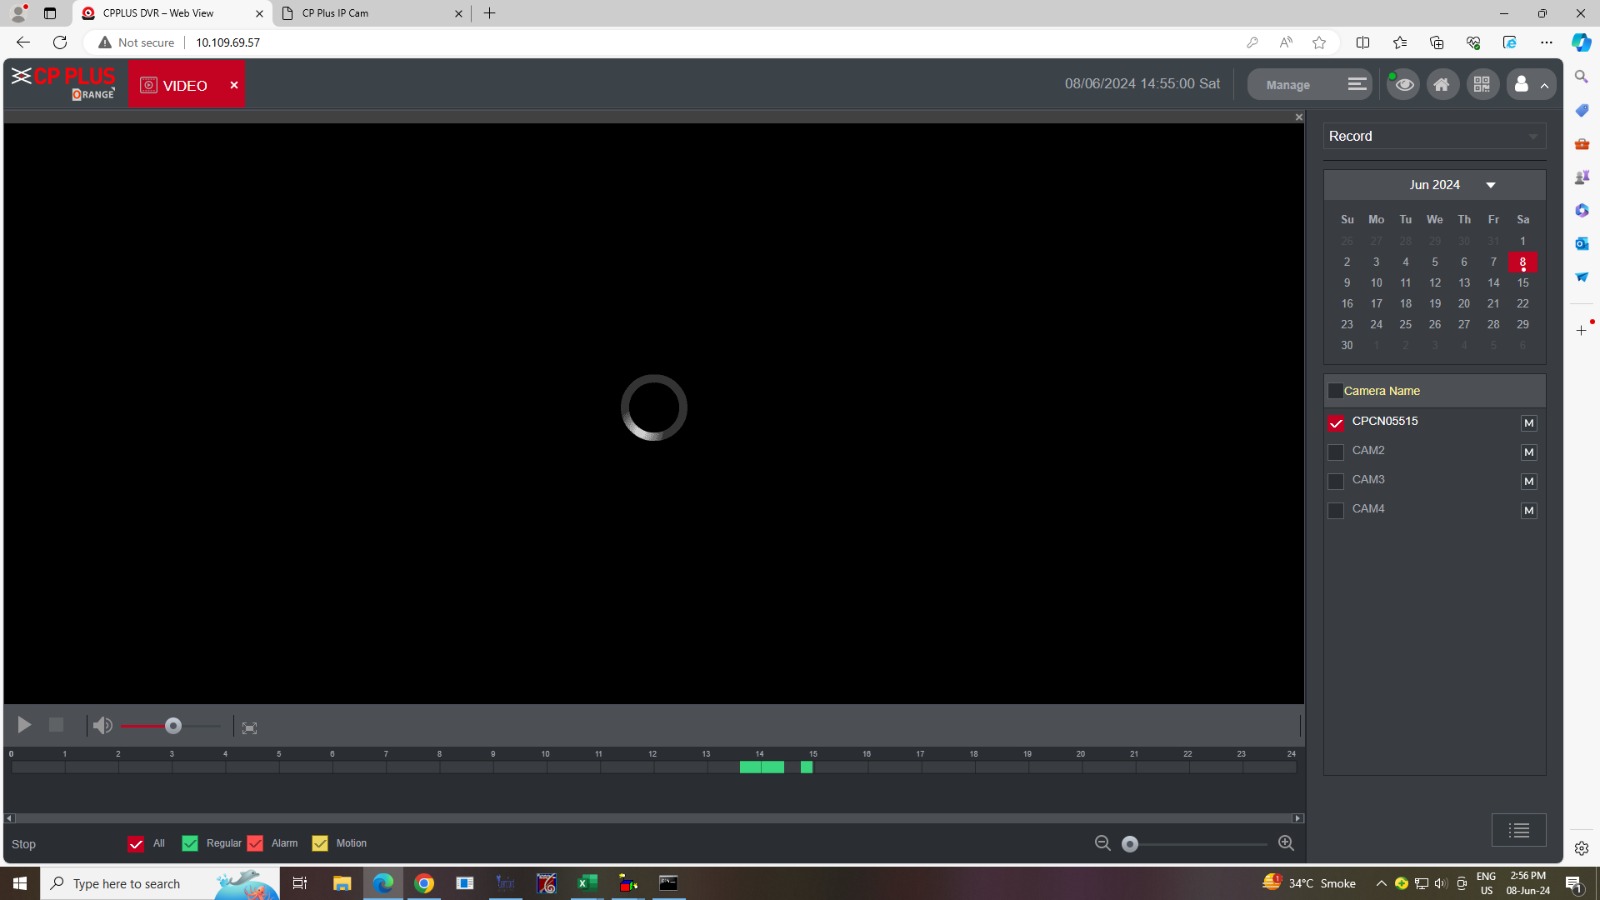 CPPLUS DVR – Web View
CP Plus IP Cam
Not secure
10.109.69.57
CP PLUS
ORANGE
VIDEO
08/06/2024 14:55:00 Sat
Manage
Record
Jun 2024
Su Mo Tu We Th Fr Sa
26 27 28 29 30 31 1
2 3 4 5 6 7 8
9 10 11 12 13 14 15
16 17 18 19 20 21 22
23 24 25 26 27 28 29
30 1 2 3 4 5 6
Camera Name
CPCN05515 M
CAM2 M
CAM3 M
CAM4 M
0 1 2 3 4 5 6 7 8 9 10 11 12 13 14 15 16 17 18 19 20 21 22 23 24
Stop
All
Regular
Alarm
Motion
Type here to search
34°C Smoke
ENG
US
2:56 PM
08-Jun-24
1